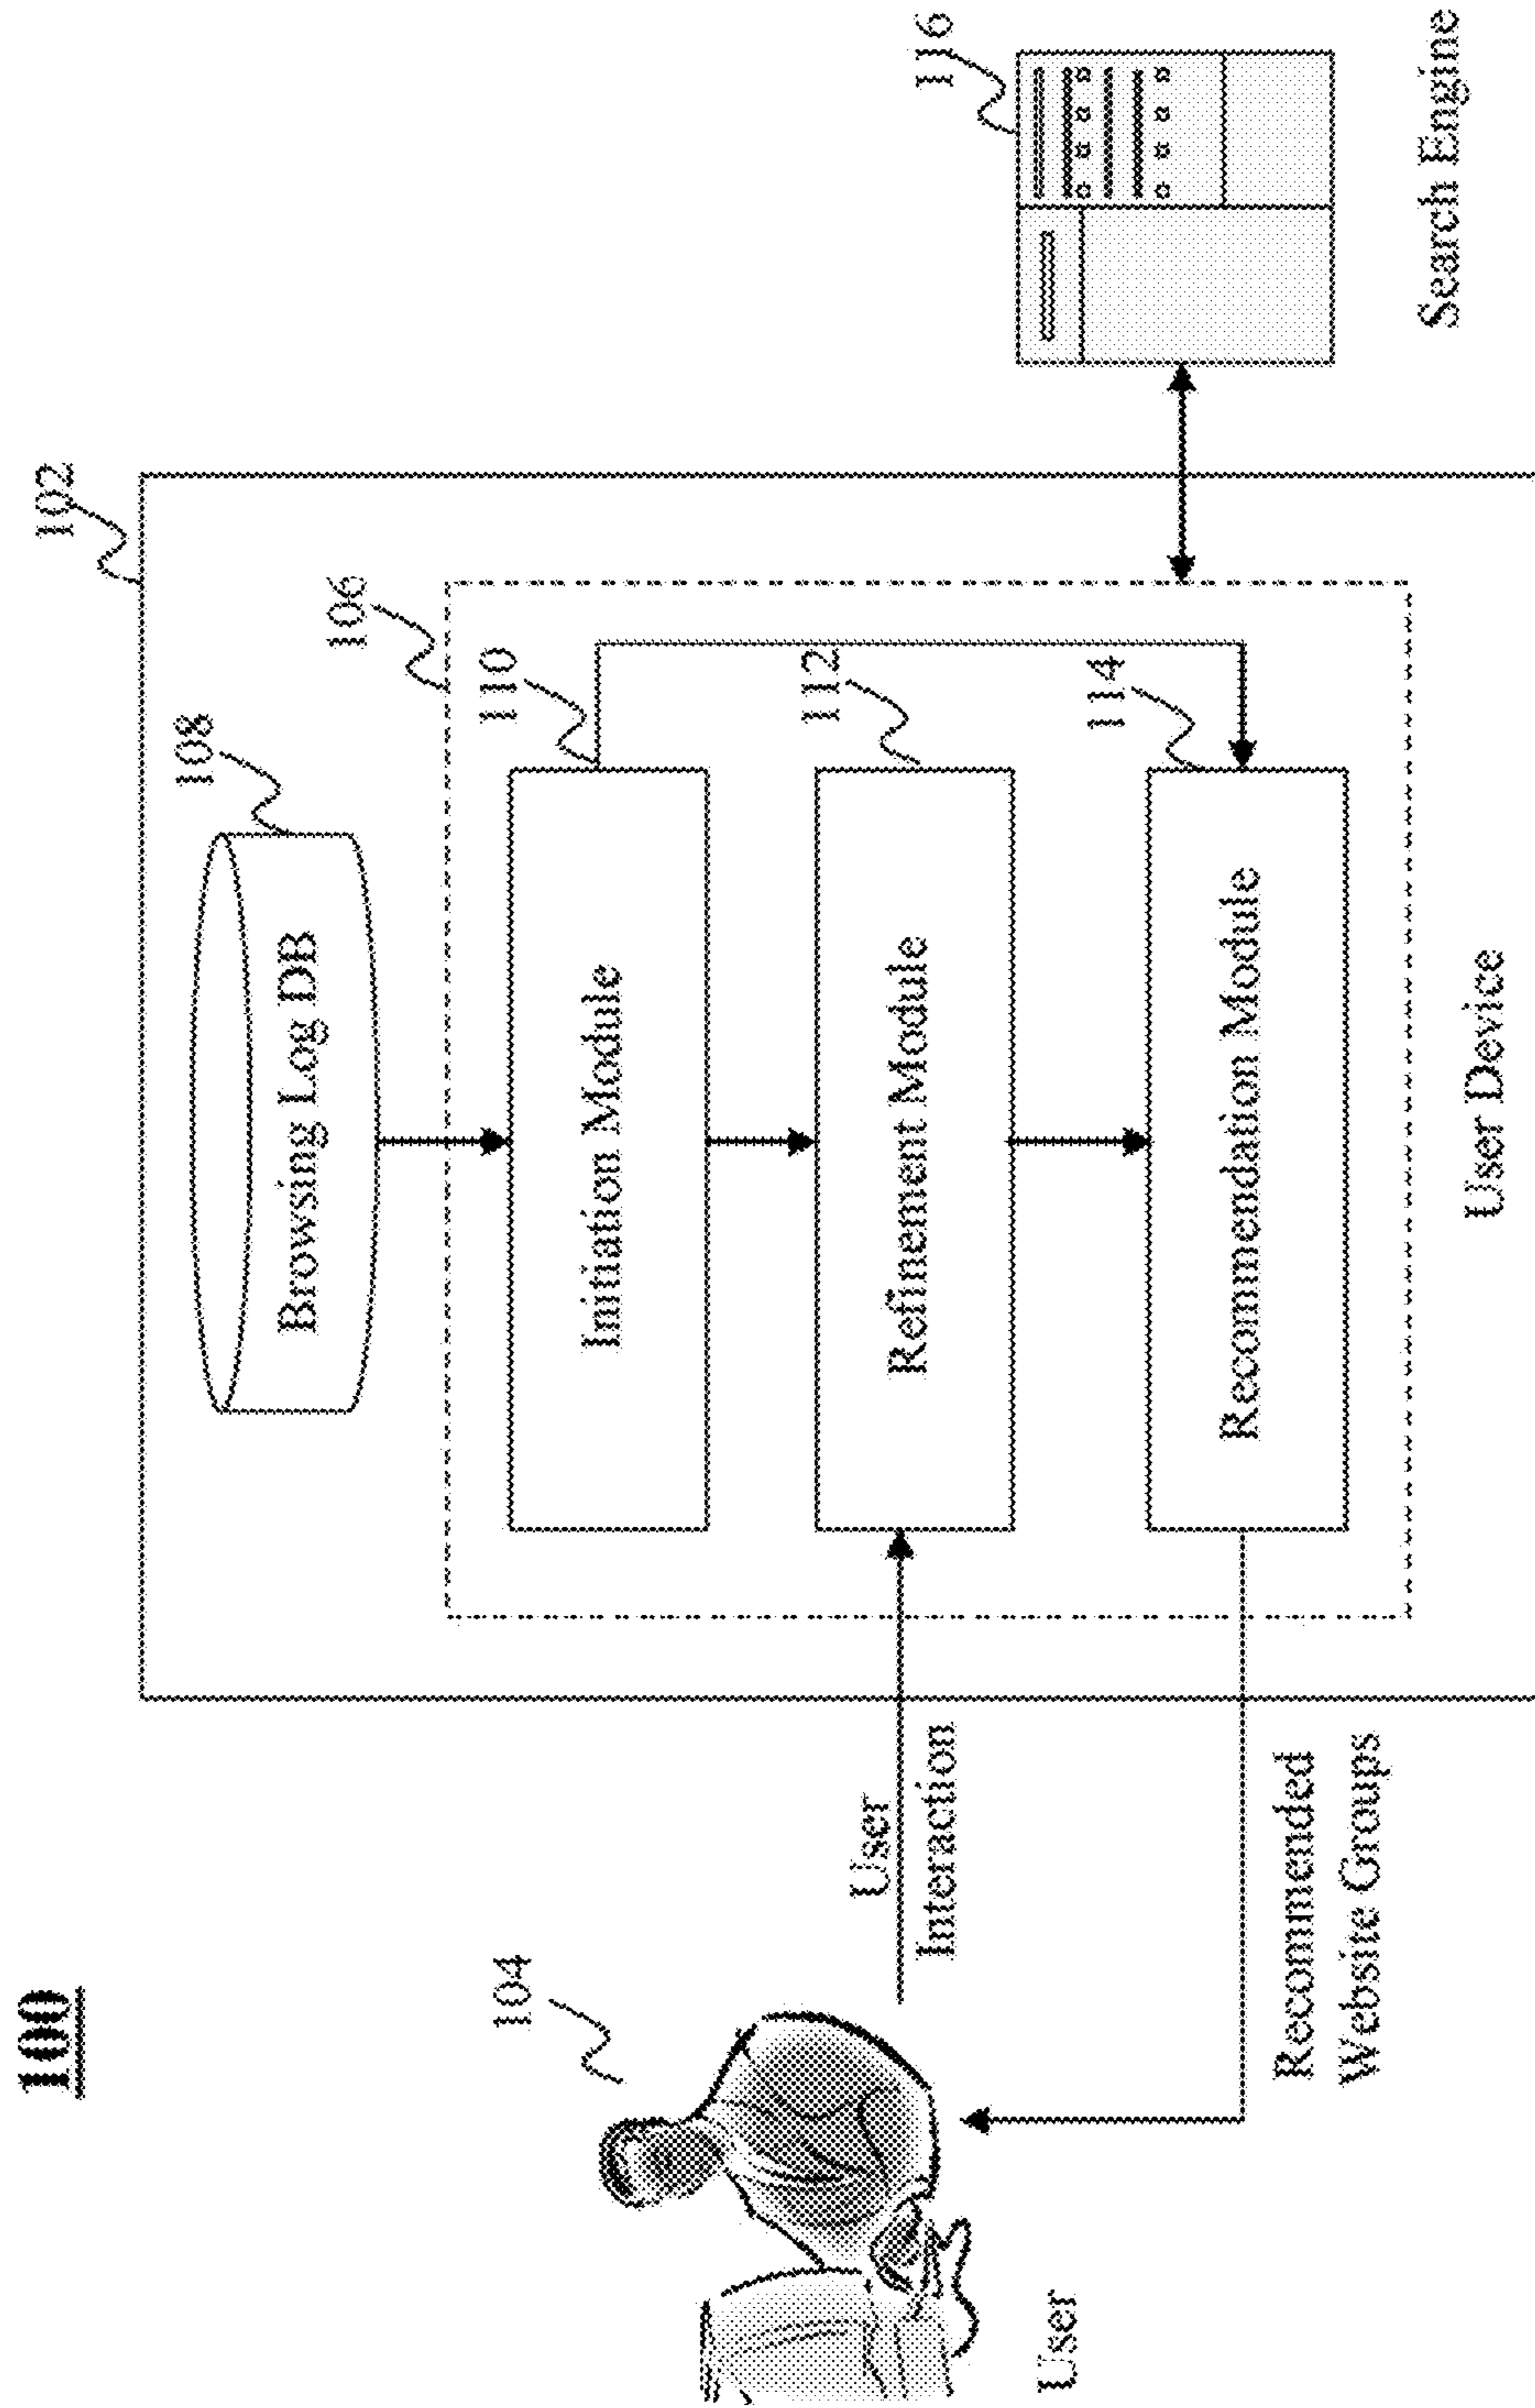 100
102
108
Browsing Log DB
106
110
Initiation Module
104
112
User
Interaction
Refinement Module
116
114
Recommendation Module
Recommended
Website Groups
User
User Device
Search Engine